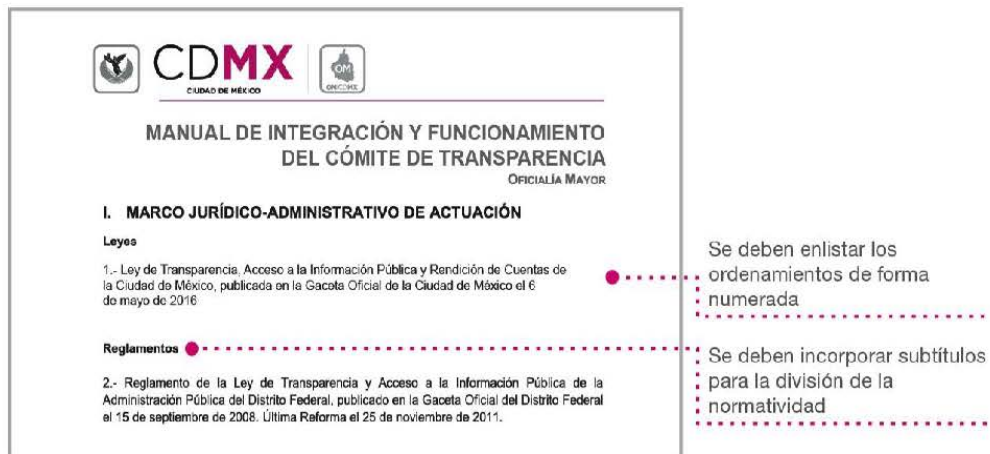 CDMX
CIUDAD DE MÉXICO
OM
OM/CDMX
MANUAL DE INTEGRACIÓN Y FUNCIONAMIENTO
DEL CÓMITE DE TRANSPARENCIA
OFICIALÍA MAYOR
I. MARCO JURÍDICO-ADMINISTRATIVO DE ACTUACIÓN
Leyes
1.- Ley de Transparencia, Acceso a la Información Pública y Rendición de Cuentas de
la Ciudad de México, publicada en la Gaceta Oficial de la Ciudad de México el 6
de mayo de 2016
Reglamentos
2.- Reglamento de la Ley de Transparencia y Acceso a la Información Pública de la
Administración Pública del Distrito Federal, publicado en la Gaceta Oficial del Distrito Federal
el 15 de septiembre de 2008. Última Reforma el 25 de noviembre de 2011.
Se deben enlistar los
ordenamientos de forma
numerada
Se deben incorporar subtítulos
para la división de la
normatividad